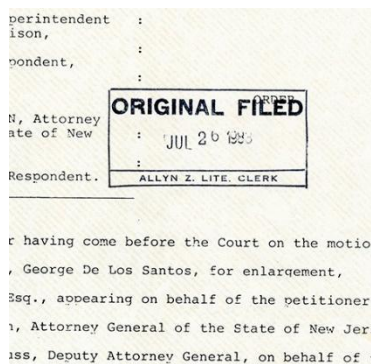 perintendent :
ison,
:
pondent,
:
ORDER
ORIGINAL FILED
N, Attorney
ate of New :
JUL 26 1983
:
Respondent.
ALLYN Z. LITE, CLERK
r having come before the Court on the motio
, George De Los Santos, for enlargement,
Esq., appearing on behalf of the petitioner
n, Attorney General of the State of New Jer
uss, Deputy Attorney General, on behalf of